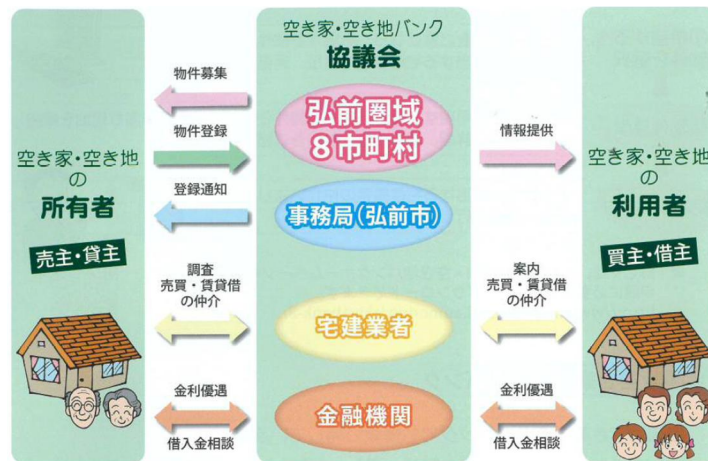 空き家・空き地
の
所有者
売主・貸主
物件募集
物件登録
登録通知
調査
売買・賃貸借
の仲介
金利優遇
借入金相談
空き家・空き地バンク
協議会
弘前圏域
8市町村
事務局(弘前市)
宅建業者
金融機関
情報提供
案内
売買・賃貸借
の仲介
金利優遇
借入金相談
空き家・空き地
の
利用者
買主・借主